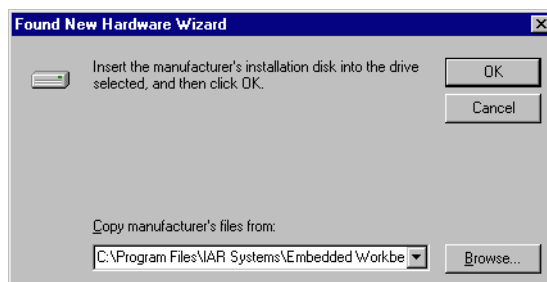 Found New Hardware Wizard
Insert the manufacturer's installation disk into the drive
selected, and then click OK.
OK
Cancel
Copy manufacturer's files from:
C:\Program Files\IAR Systems\Embedded Workbe
Browse...